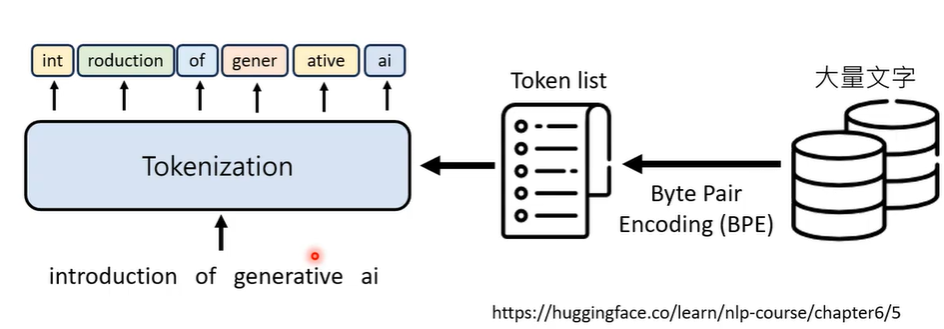 int roduction of gener ative ai
Tokenization
introduction of generative ai
Token list
大量文字
Byte Pair
Encoding (BPE)
https://huggingface.co/learn/nlp-course/chapter6/5